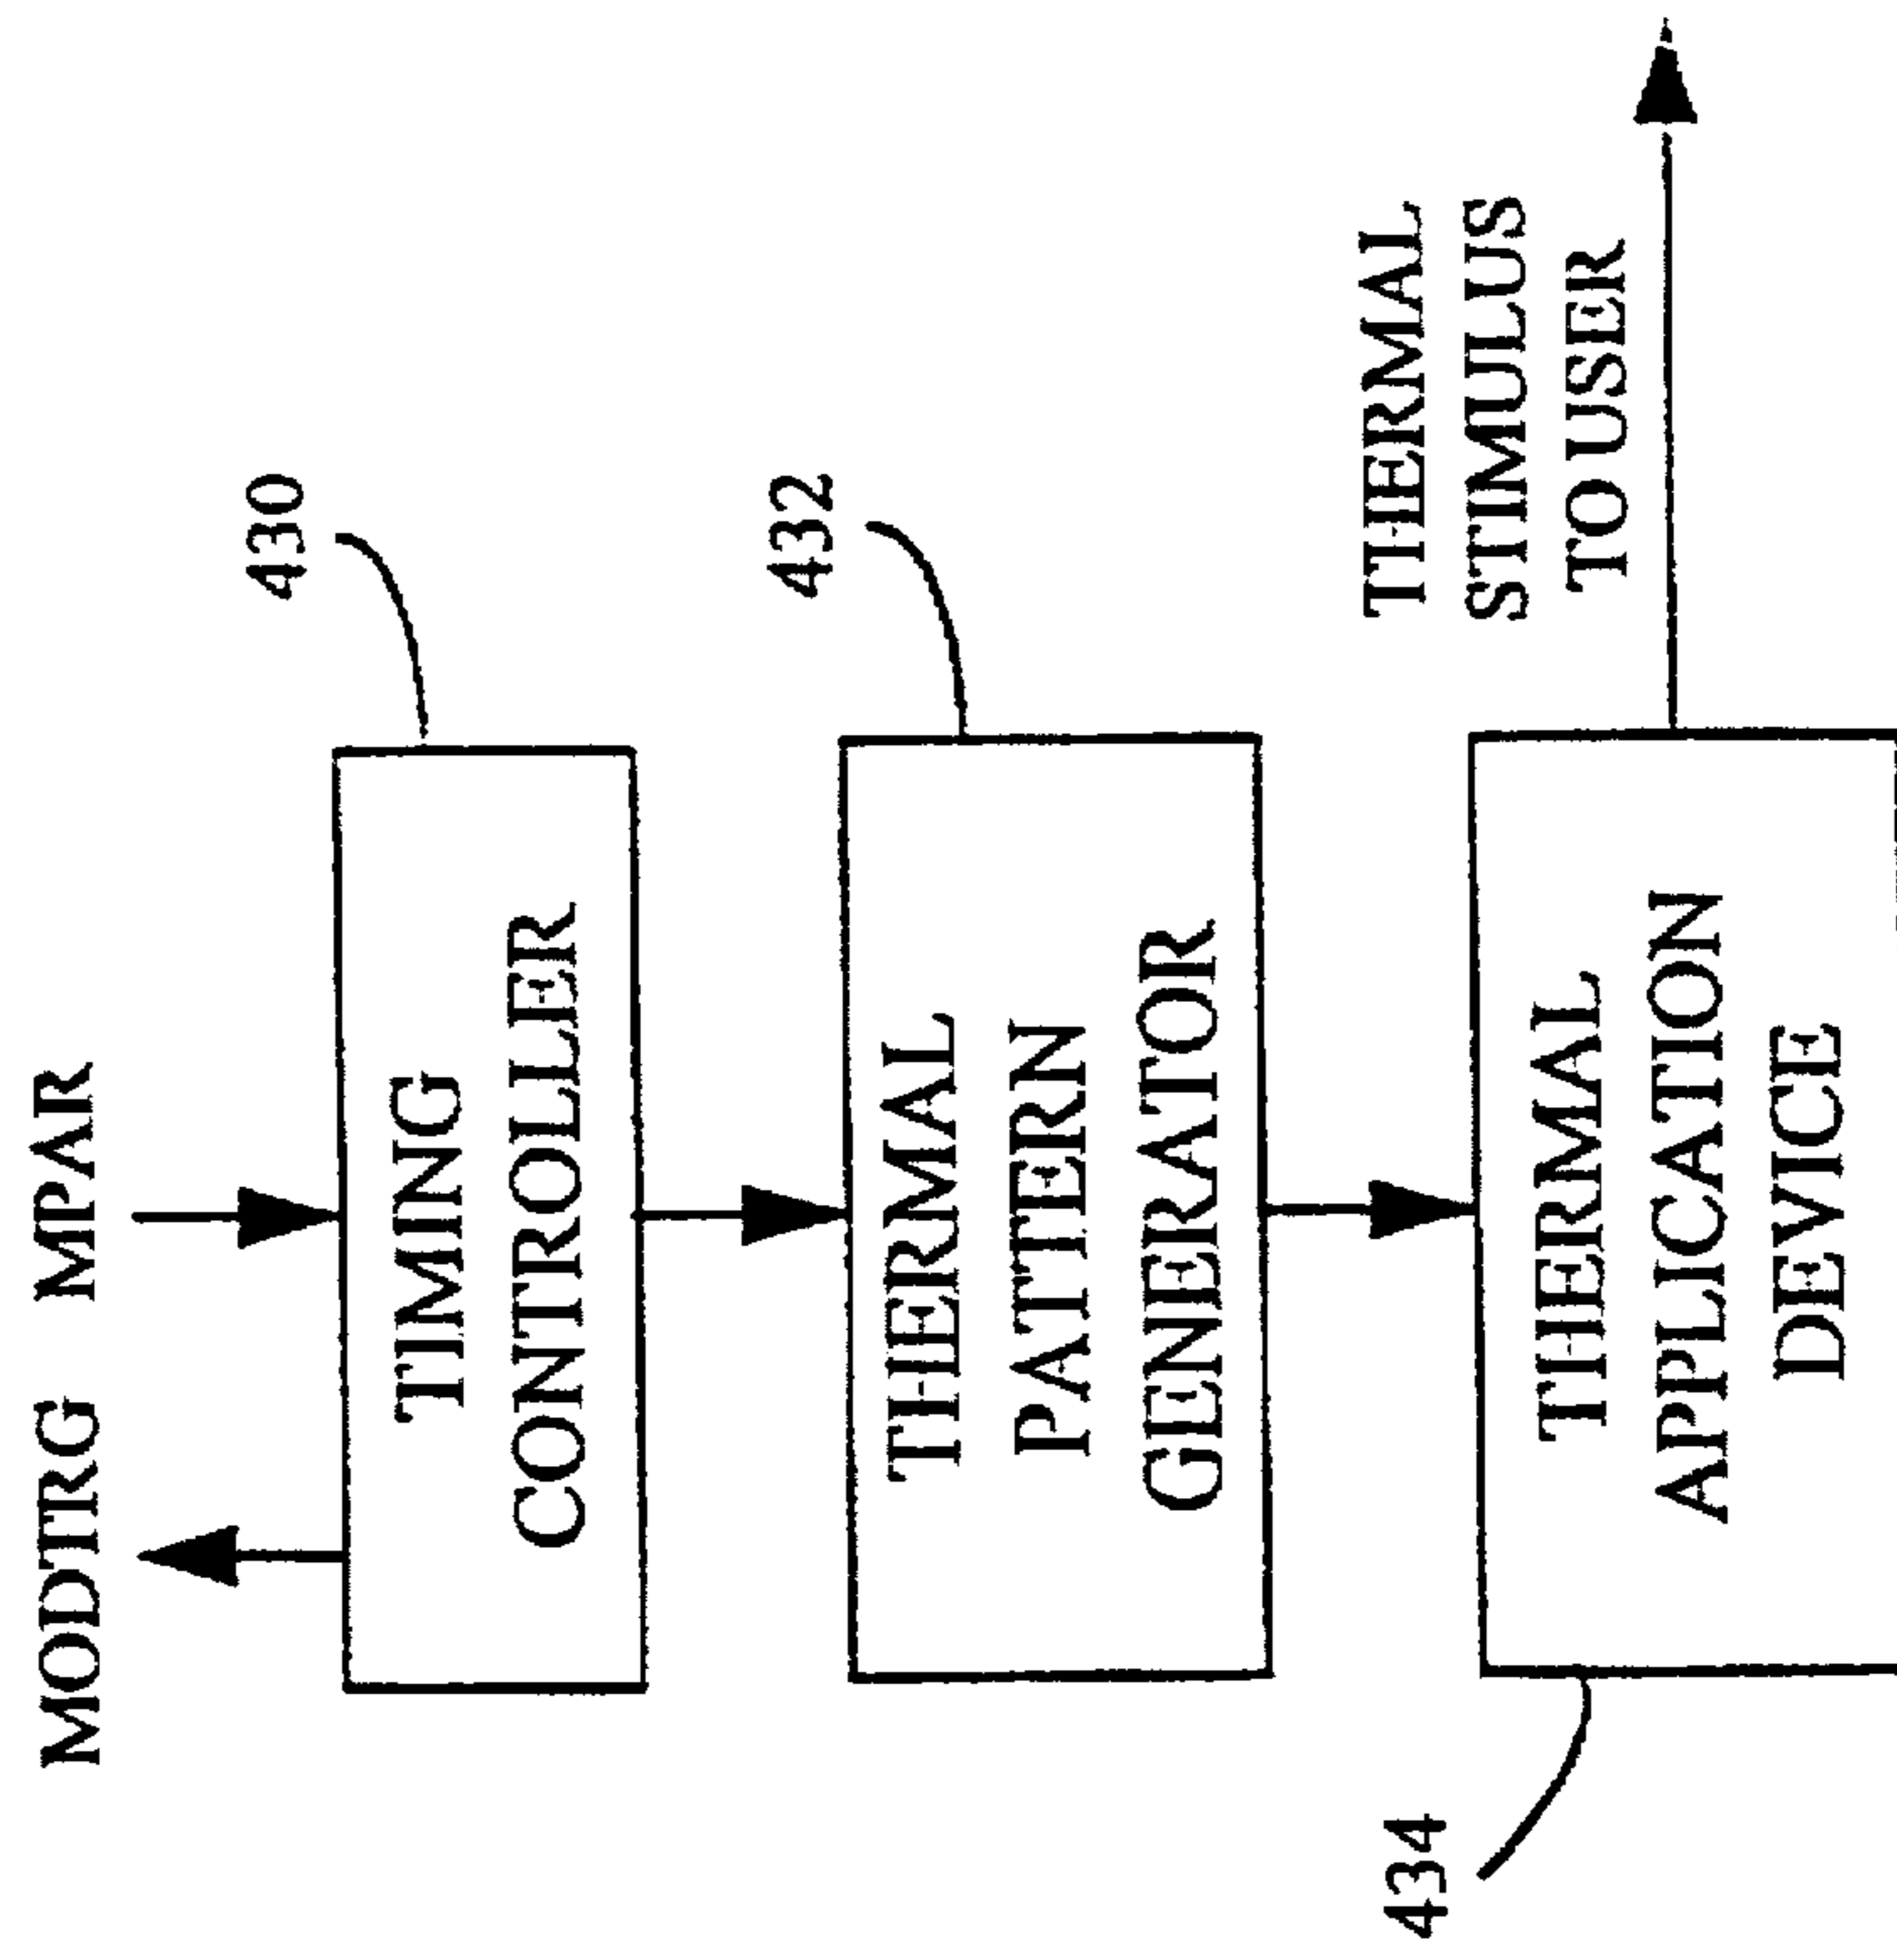 MODTRG MPAR
430
TIMING
CONTROLLER
432
THERMAL
PATTERN
GENERATOR
THERMAL
STIMULUS
TO USER
434
THERMAL
APPLICATION
DEVICE